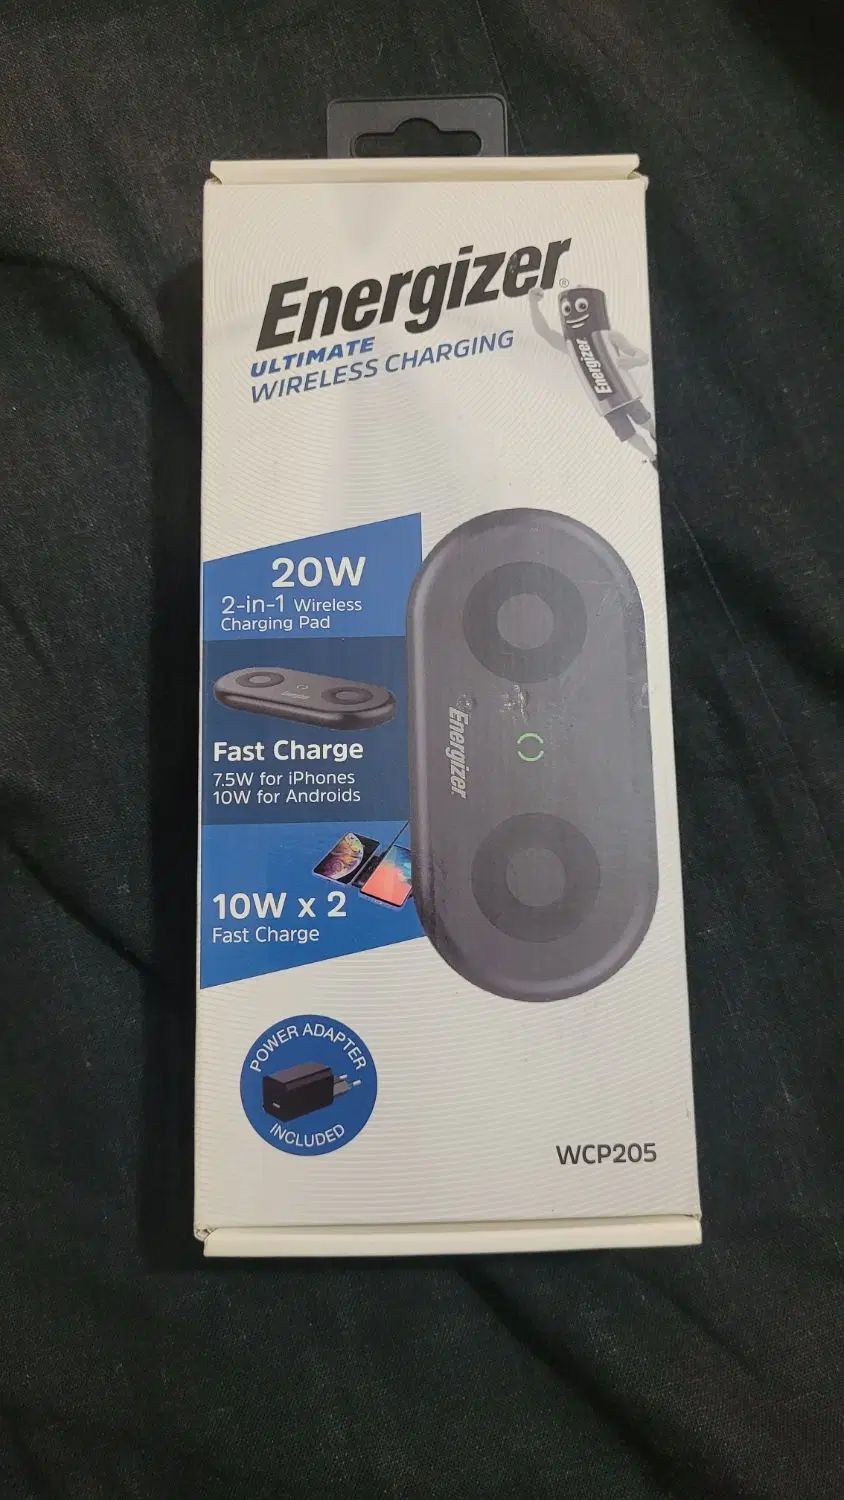 Energizer®
ULTIMATE
WIRELESS CHARGING
Energizer
20W
2-in-1 Wireless
Charging Pad
Energizer
Fast Charge
7.5W for iPhones
10W for Androids
10W x 2
Fast Charge
Energizer
POWER ADAPTER
INCLUDED
WCP205